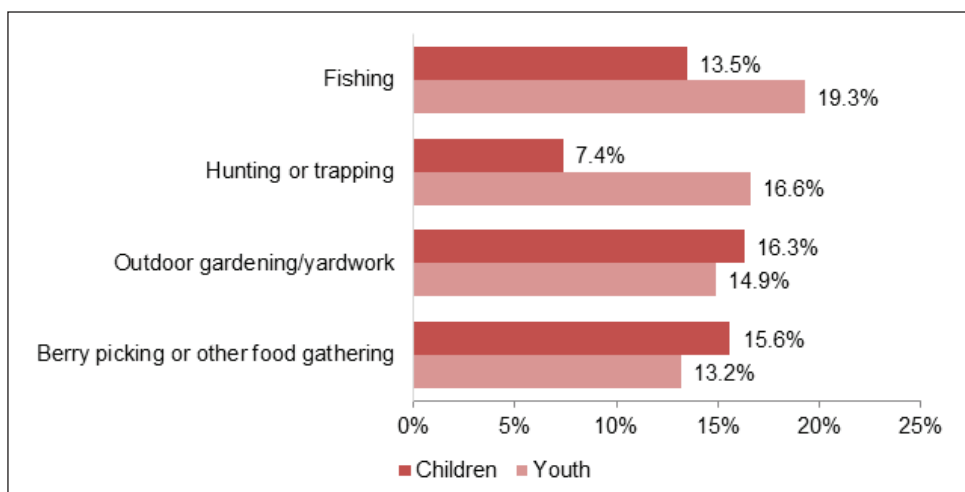 Fishing
13.5%
19.3%
Hunting or trapping
7.4%
16.6%
Outdoor gardening/yardwork
16.3%
14.9%
Berry picking or other food gathering
15.6%
13.2%
0% 5% 10% 15% 20% 25%
Children Youth